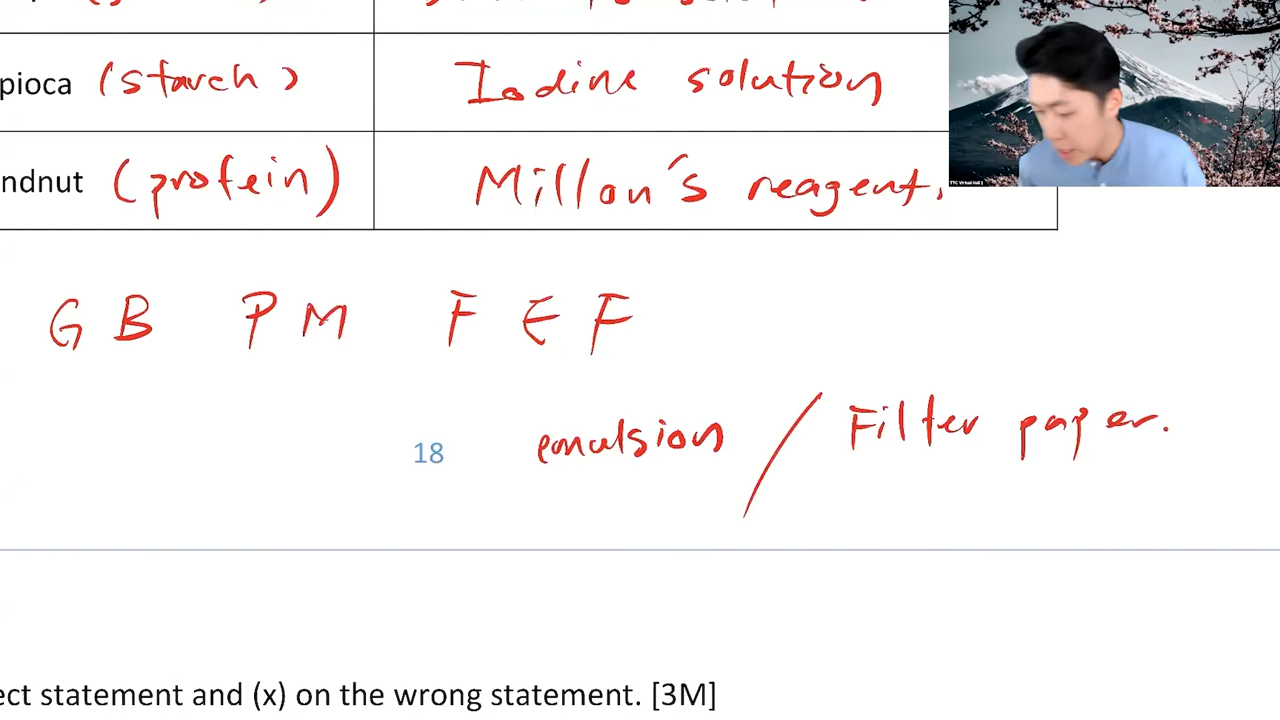 pioca (starch) Iodine solution
ndnut (protein) Millon's reagent.
G B P M F E F
18 emulsion / Filter paper.
ect statement and (x) on the wrong statement. [3M]